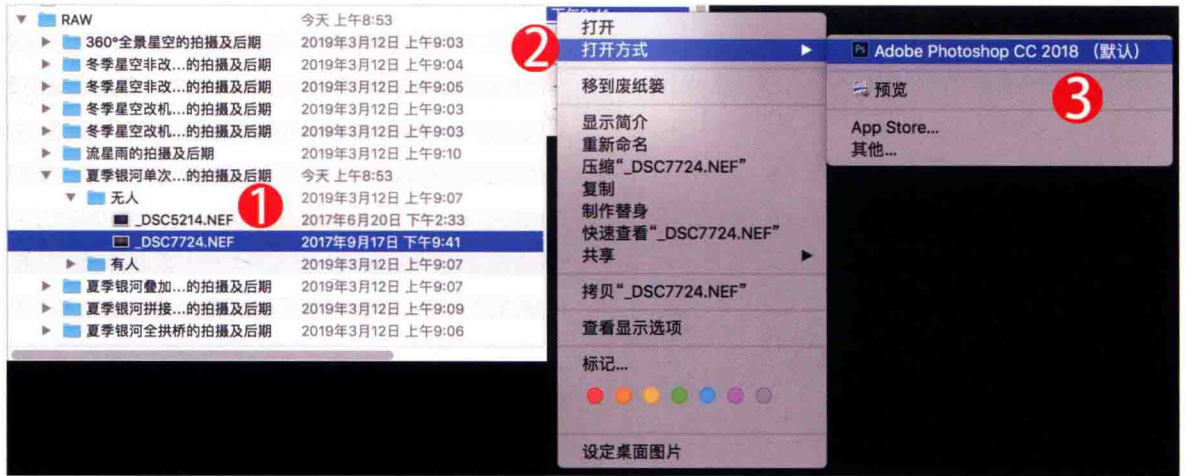 RAW 今天 上午8:53
360°全景星空的拍摄及后期 2019年3月12日 上午9:03
冬季星空非改...的拍摄及后期 2019年3月12日 上午9:04
冬季星空非改...的拍摄及后期 2019年3月12日 上午9:05
冬季星空改机...的拍摄及后期 2019年3月12日 上午9:03
冬季星空改机...的拍摄及后期 2019年3月12日 上午9:03
流星雨的拍摄及后期 2019年3月12日 上午9:10
夏季银河单次...的拍摄及后期 今天 上午8:53
无人 2019年3月12日 上午9:07
1
_DSC5214.NEF 2017年6月20日 下午2:33
_DSC7724.NEF 2017年9月17日 下午9:41
有人 2019年3月12日 上午9:07
夏季银河叠加...的拍摄及后期 2019年3月12日 上午9:07
夏季银河拼接...的拍摄及后期 2019年3月12日 上午9:09
夏季银河全拱桥的拍摄及后期 2019年3月12日 上午9:06
打开
2
打开方式
移到废纸篓
显示简介
重新命名
压缩“_DSC7724.NEF”
复制
制作替身
快速查看“_DSC7724.NEF”
共享
拷贝“_DSC7724.NEF”
查看显示选项
标记...
设定桌面图片
Ps Adobe Photoshop CC 2018 (默认)
预览
3
App Store...
其他...